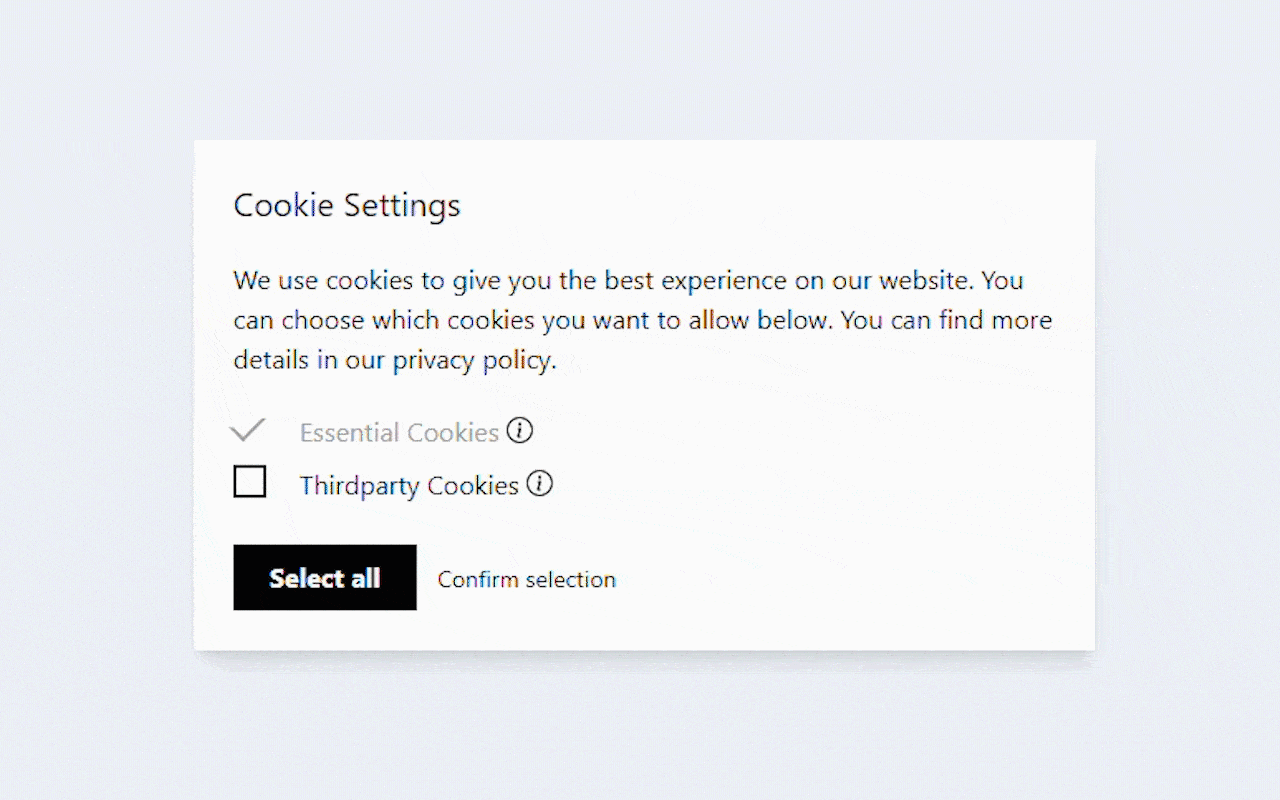 Cookie Settings
We use cookies to give you the best experience on our website. You
can choose which cookies you want to allow below. You can find more
details in our privacy policy.
Essential Cookies
Thirdparty Cookies
Select all
Confirm selection